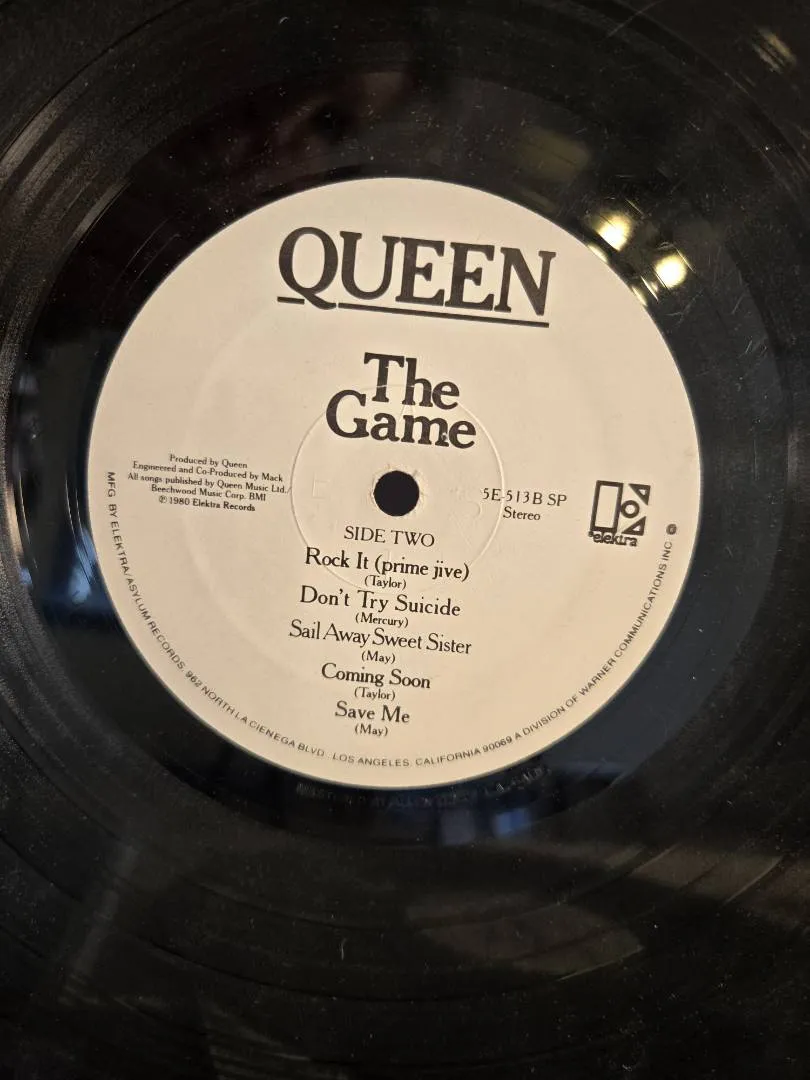 QUEEN
The
Game
Produced by Queen
Engineered and Co-Produced by Mack
All songs published by Queen Music Ltd./
Beechwood Music Corp. BMI
℗ 1980 Elektra Records
5E-513 B SP
Stereo
elektra
SIDE TWO
Rock It (prime jive)
(Taylor)
Don't Try Suicide
(Mercury)
Sail Away Sweet Sister
(May)
Coming Soon
(Taylor)
Save Me
(May)
MFG. BY ELEKTRA/ASYLUM RECORDS, 962 NORTH LA CIENEGA BLVD., LOS ANGELES, CALIFORNIA 90069 A DIVISION OF WARNER COMMUNICATIONS INC.